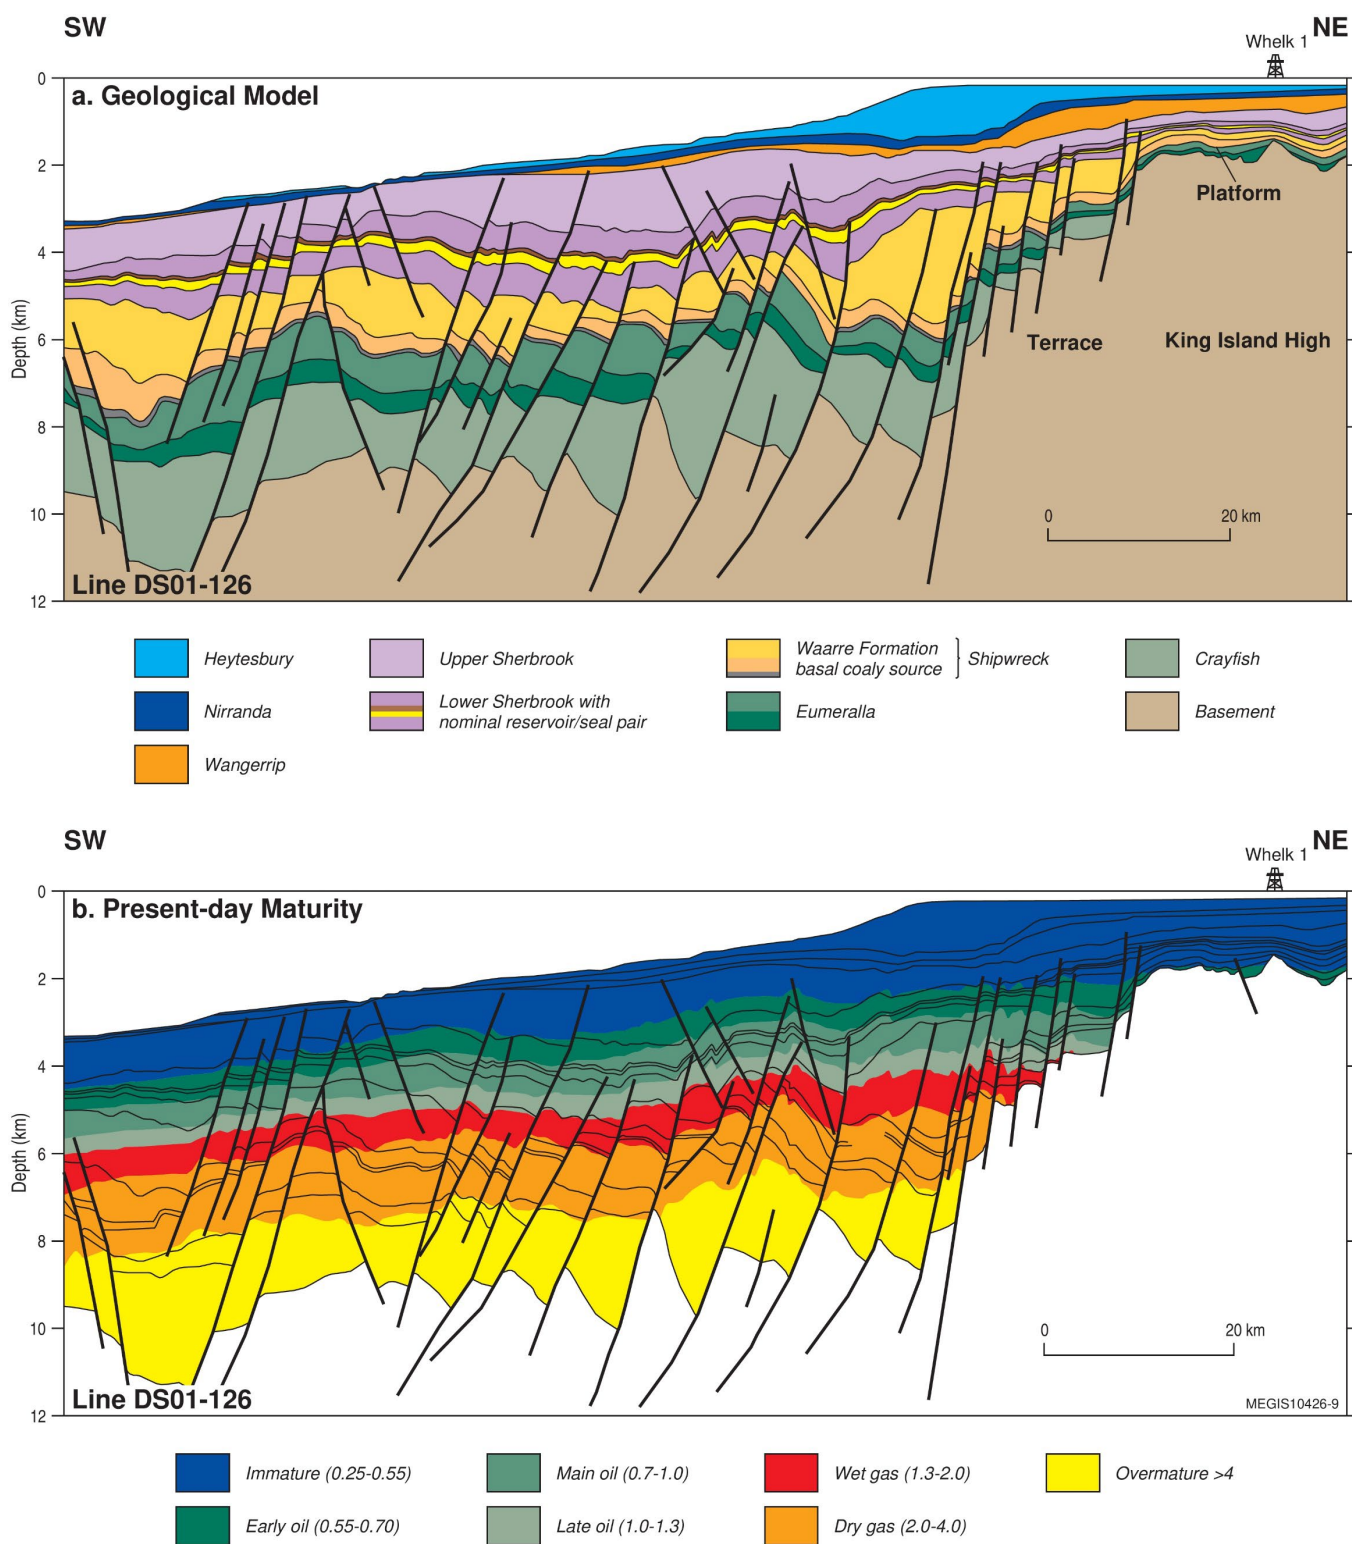 SW
NE
Whelk 1
a. Geological Model
0
2
4
6
8
10
12
Depth (km)
Platform
Terrace
King Island High
0
20 km
Line DS01-126
Heytesbury
Upper Sherbrook
Waarre Formation
basal coaly source
Shipwreck
Crayfish
Nirranda
Lower Sherbrook with
nominal reservoir/seal pair
Eumeralla
Basement
Wangerrip
SW
NE
Whelk 1
b. Present-day Maturity
0
2
4
6
8
10
12
Depth (km)
0
20 km
Line DS01-126
MEGIS10426-9
Immature (0.25-0.55)
Main oil (0.7-1.0)
Wet gas (1.3-2.0)
Overmature >4
Early oil (0.55-0.70)
Late oil (1.0-1.3)
Dry gas (2.0-4.0)